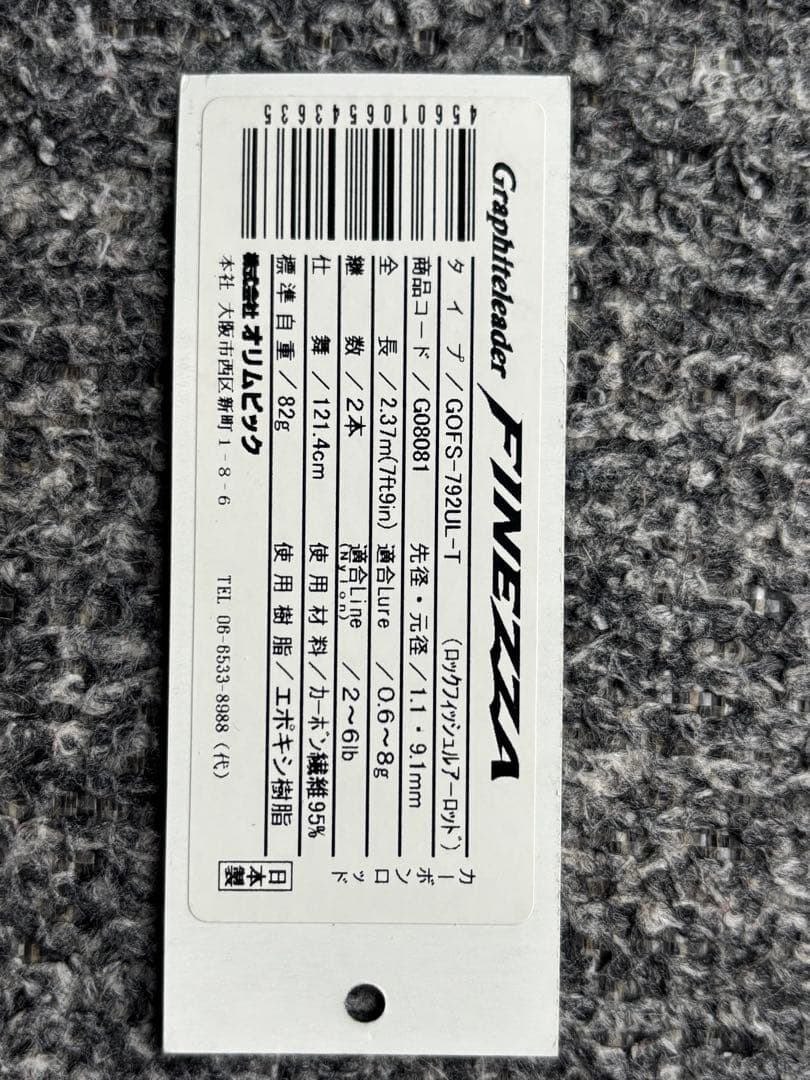 Graphiteleader FINEZZA
タイプ/GOFS-792UL-T (ロックフィッシュルアーロッド)
商品コード/G08081 先径・元径/1.1・9.1mm
全長/2.37m(7ft9in) 適合Lure/0.6～8g
継数/2本 適合Line(Nylon)/2～6lb
仕舞/121.4cm 使用材料/カーボン繊維95%
標準自重/82g 使用樹脂/エポキシ樹脂
株式会社オリムピック
本社 大阪市西区新町1-8-6 TEL 06-6533-8988(代)
カーボンロッド
日本製
4560106543635